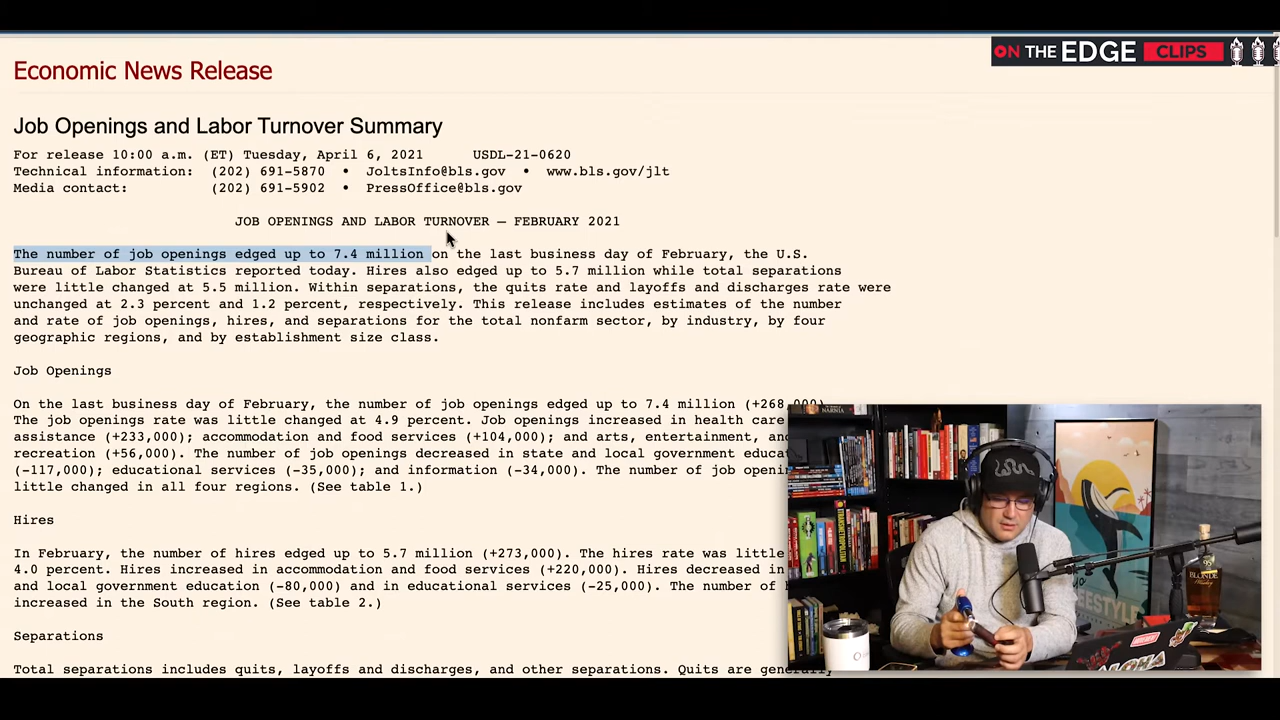 ON THE EDGE CLIPS
Economic News Release
Job Openings and Labor Turnover Summary
For release 10:00 a.m. (ET) Tuesday, April 6, 2021 USDL-21-0620
Technical information: (202) 691-5870 • JoltsInfo@bls.gov • www.bls.gov/jlt
Media contact: (202) 691-5902 • PressOffice@bls.gov
JOB OPENINGS AND LABOR TURNOVER — FEBRUARY 2021
The number of job openings edged up to 7.4 million on the last business day of February, the U.S.
Bureau of Labor Statistics reported today. Hires also edged up to 5.7 million while total separations
were little changed at 5.5 million. Within separations, the quits rate and layoffs and discharges rate were
unchanged at 2.3 percent and 1.2 percent, respectively. This release includes estimates of the number
and rate of job openings, hires, and separations for the total nonfarm sector, by industry, by four
geographic regions, and by establishment size class.
Job Openings
On the last business day of February, the number of job openings edged up to 7.4 million (+268,000).
The job openings rate was little changed at 4.9 percent. Job openings increased in health care
assistance (+233,000); accommodation and food services (+104,000); and arts, entertainment, and
recreation (+56,000). The number of job openings decreased in state and local government
(-117,000); educational services (-35,000); and information (-34,000). The number of job
little changed in all four regions. (See table 1.)
Hires
In February, the number of hires edged up to 5.7 million (+273,000). The hires rate was little
4.0 percent. Hires increased in accommodation and food services (+220,000). Hires decreased in
and local government education (-80,000) and in educational services (-25,000). The number of
increased in the South region. (See table 2.)
Separations
Total separations includes quits, layoffs and discharges, and other separations. Quits are generally
NARNIA
FREESTYLE
BLONDE
ALOHA